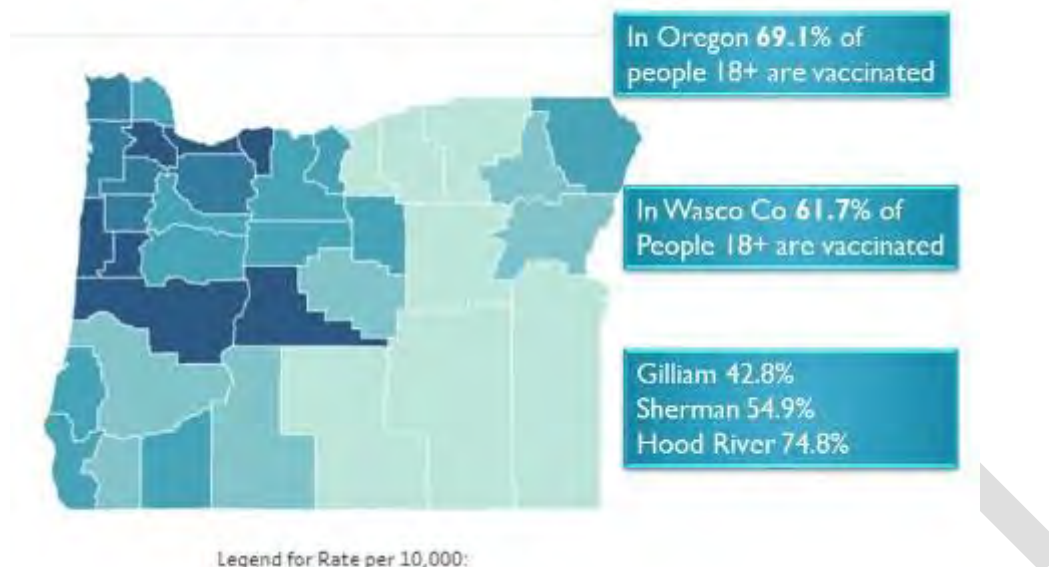 In Oregon 69.1% of
people 18+ are vaccinated
In Wasco Co 61.7% of
People 18+ are vaccinated
Gilliam 42.8%
Sherman 54.9%
Hood River 74.8%
Legend for Rate per 10,000: